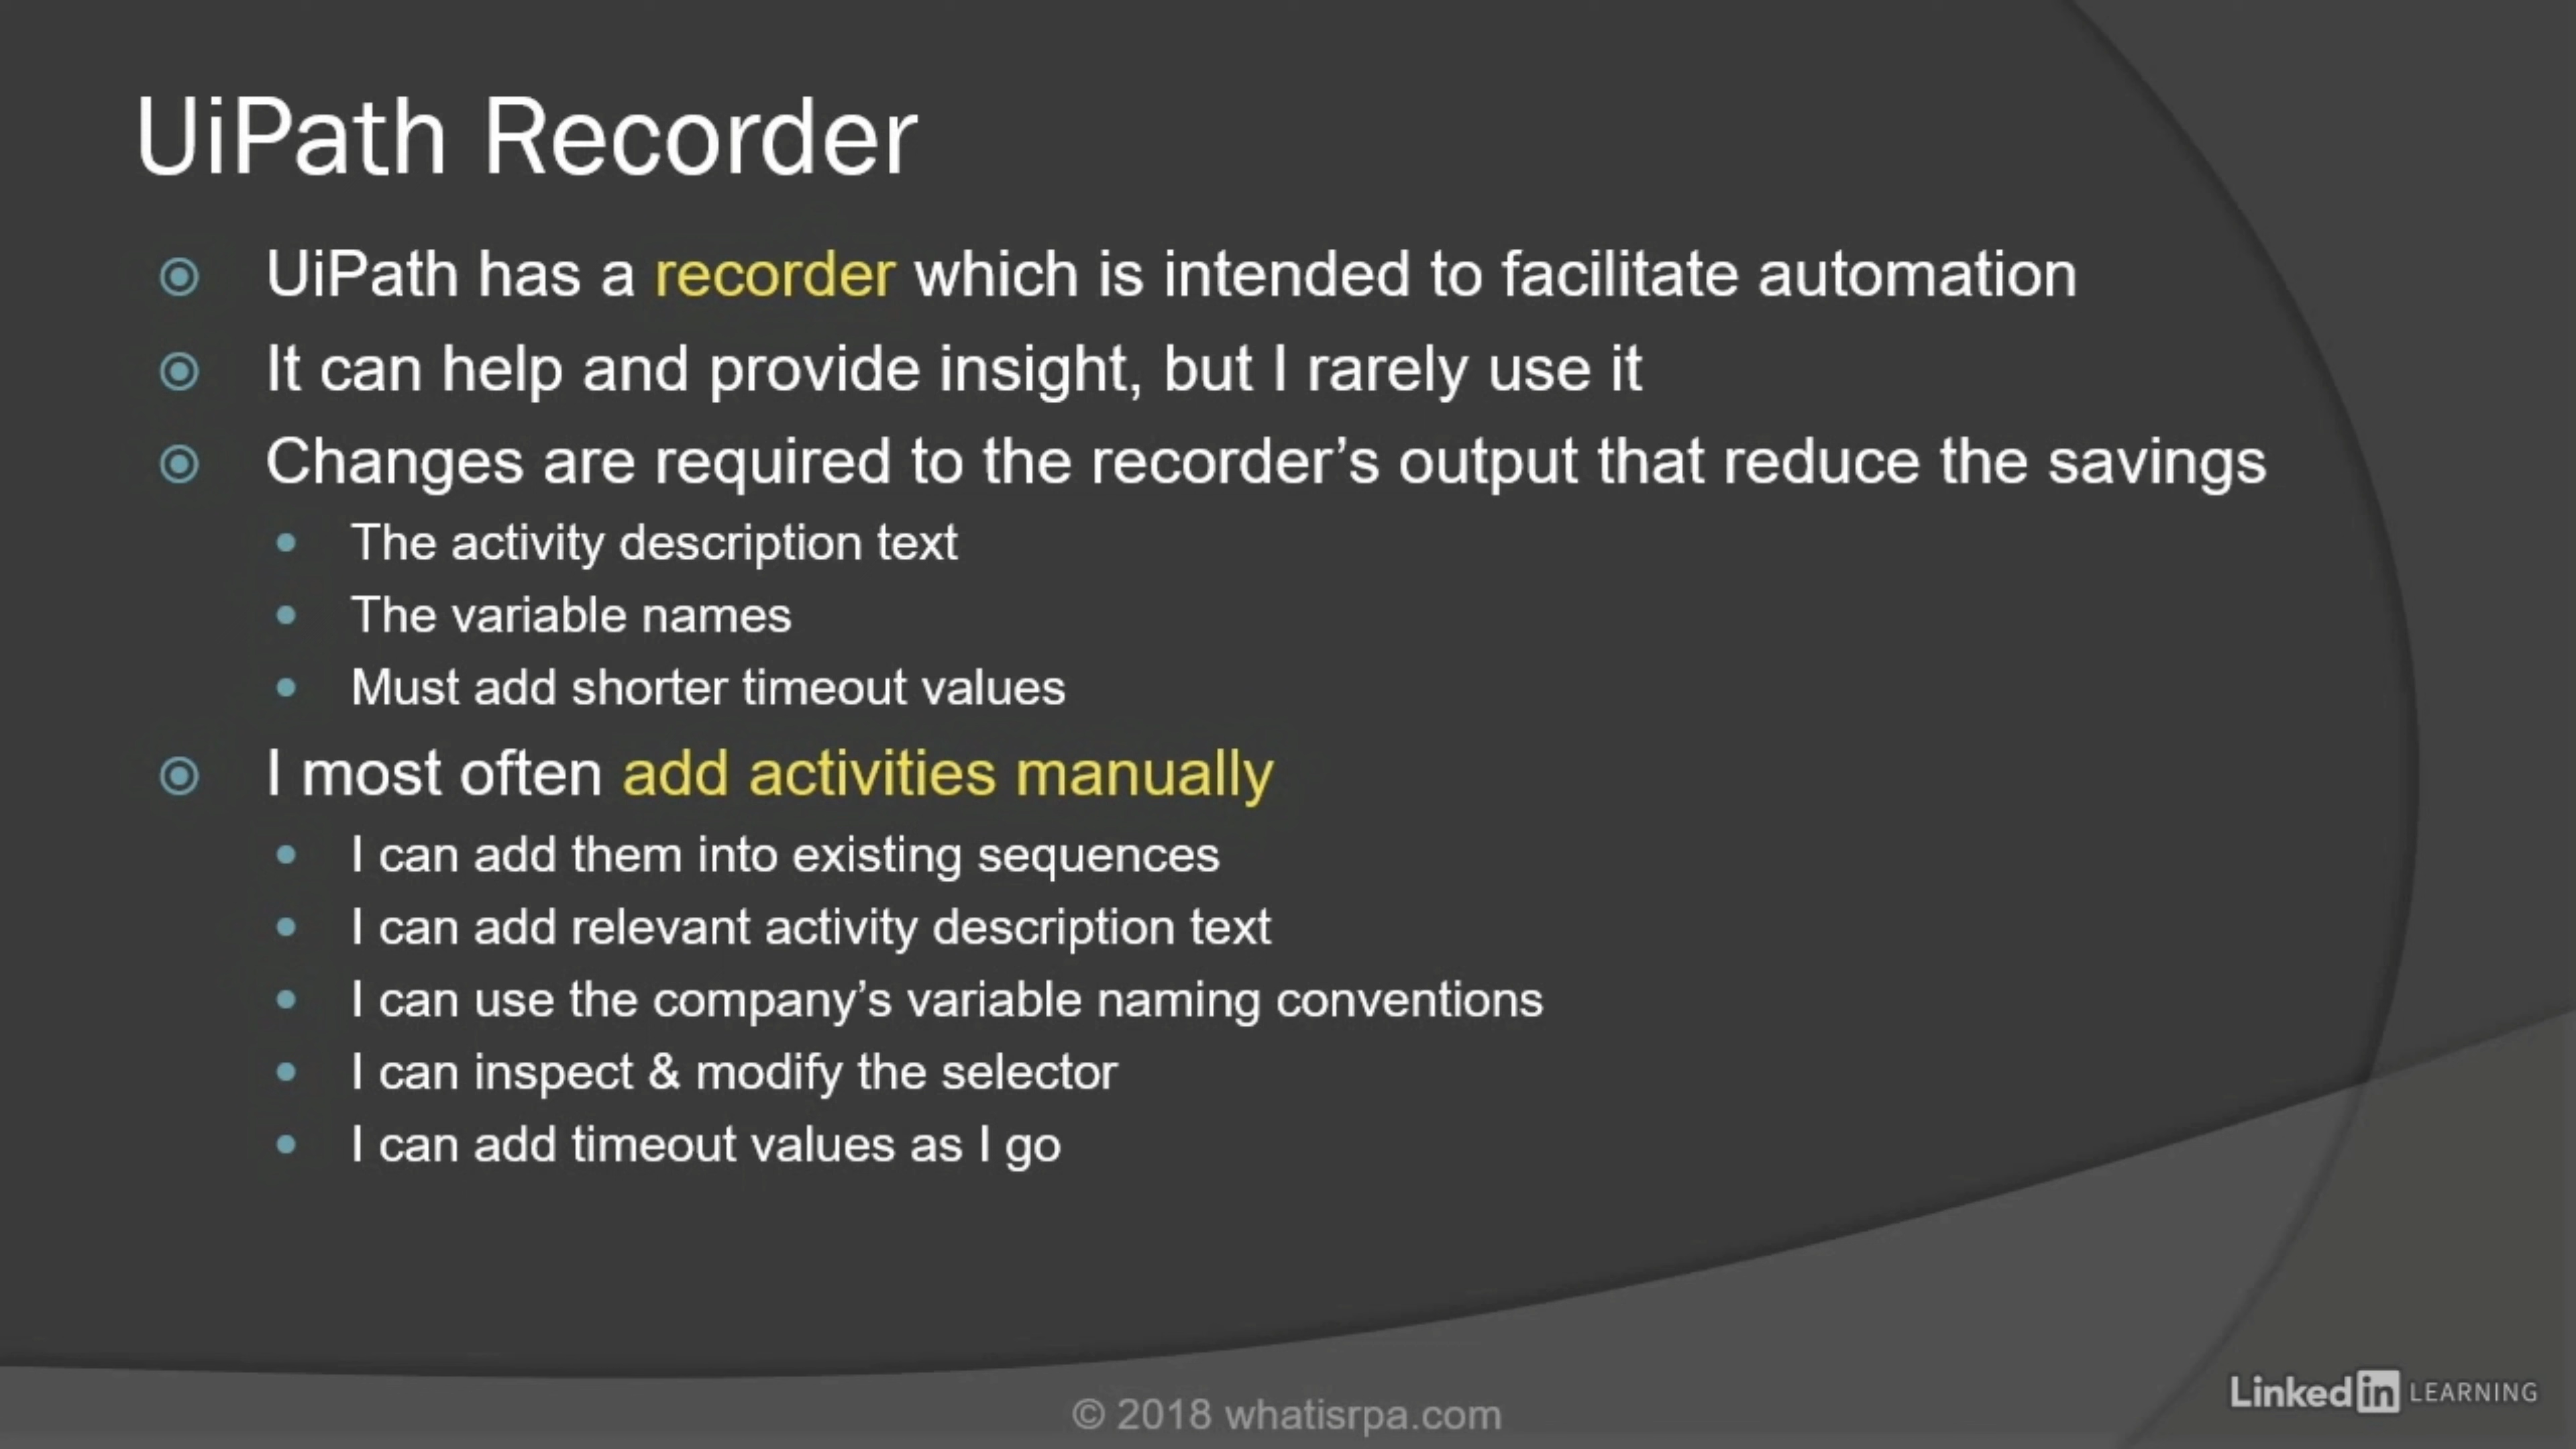 UiPath Recorder
UiPath has a recorder which is intended to facilitate automation
It can help and provide insight, but I rarely use it
Changes are required to the recorder’s output that reduce the savings
The activity description text
The variable names
Must add shorter timeout values
I most often add activities manually
I can add them into existing sequences
I can add relevant activity description text
I can use the company’s variable naming conventions
I can inspect & modify the selector
I can add timeout values as I go
LinkedIn LEARNING
© 2018 whatisrpa.com